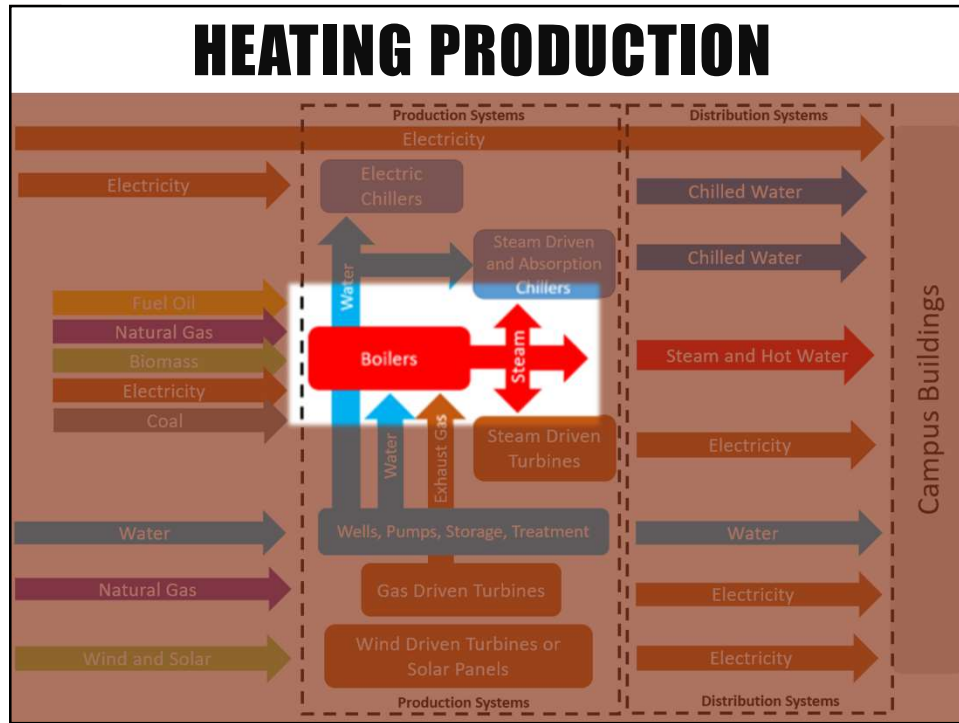 HEATING PRODUCTION
Production Systems
Distribution Systems
Electricity
Electricity
Electric
Chillers
Chilled Water
Steam Driven
and Absorption
Chillers
Chilled Water
Water
Fuel Oil
Natural Gas
Biomass
Electricity
Coal
Boilers
Steam
Steam and Hot Water
Water
Exhaust Gas
Steam Driven
Turbines
Electricity
Campus Buildings
Water
Wells, Pumps, Storage, Treatment
Water
Natural Gas
Gas Driven Turbines
Electricity
Wind and Solar
Wind Driven Turbines or
Solar Panels
Electricity
Production Systems
Distribution Systems